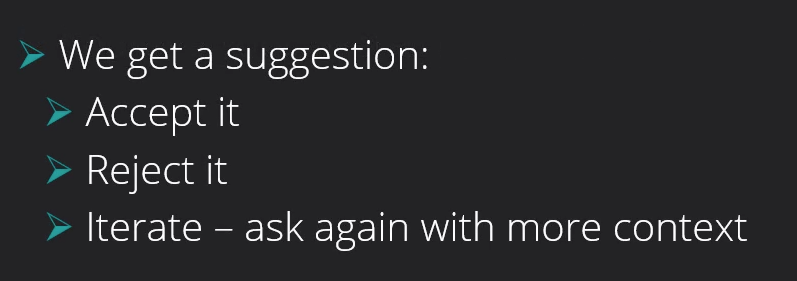 We get a suggestion:
Accept it
Reject it
Iterate – ask again with more context